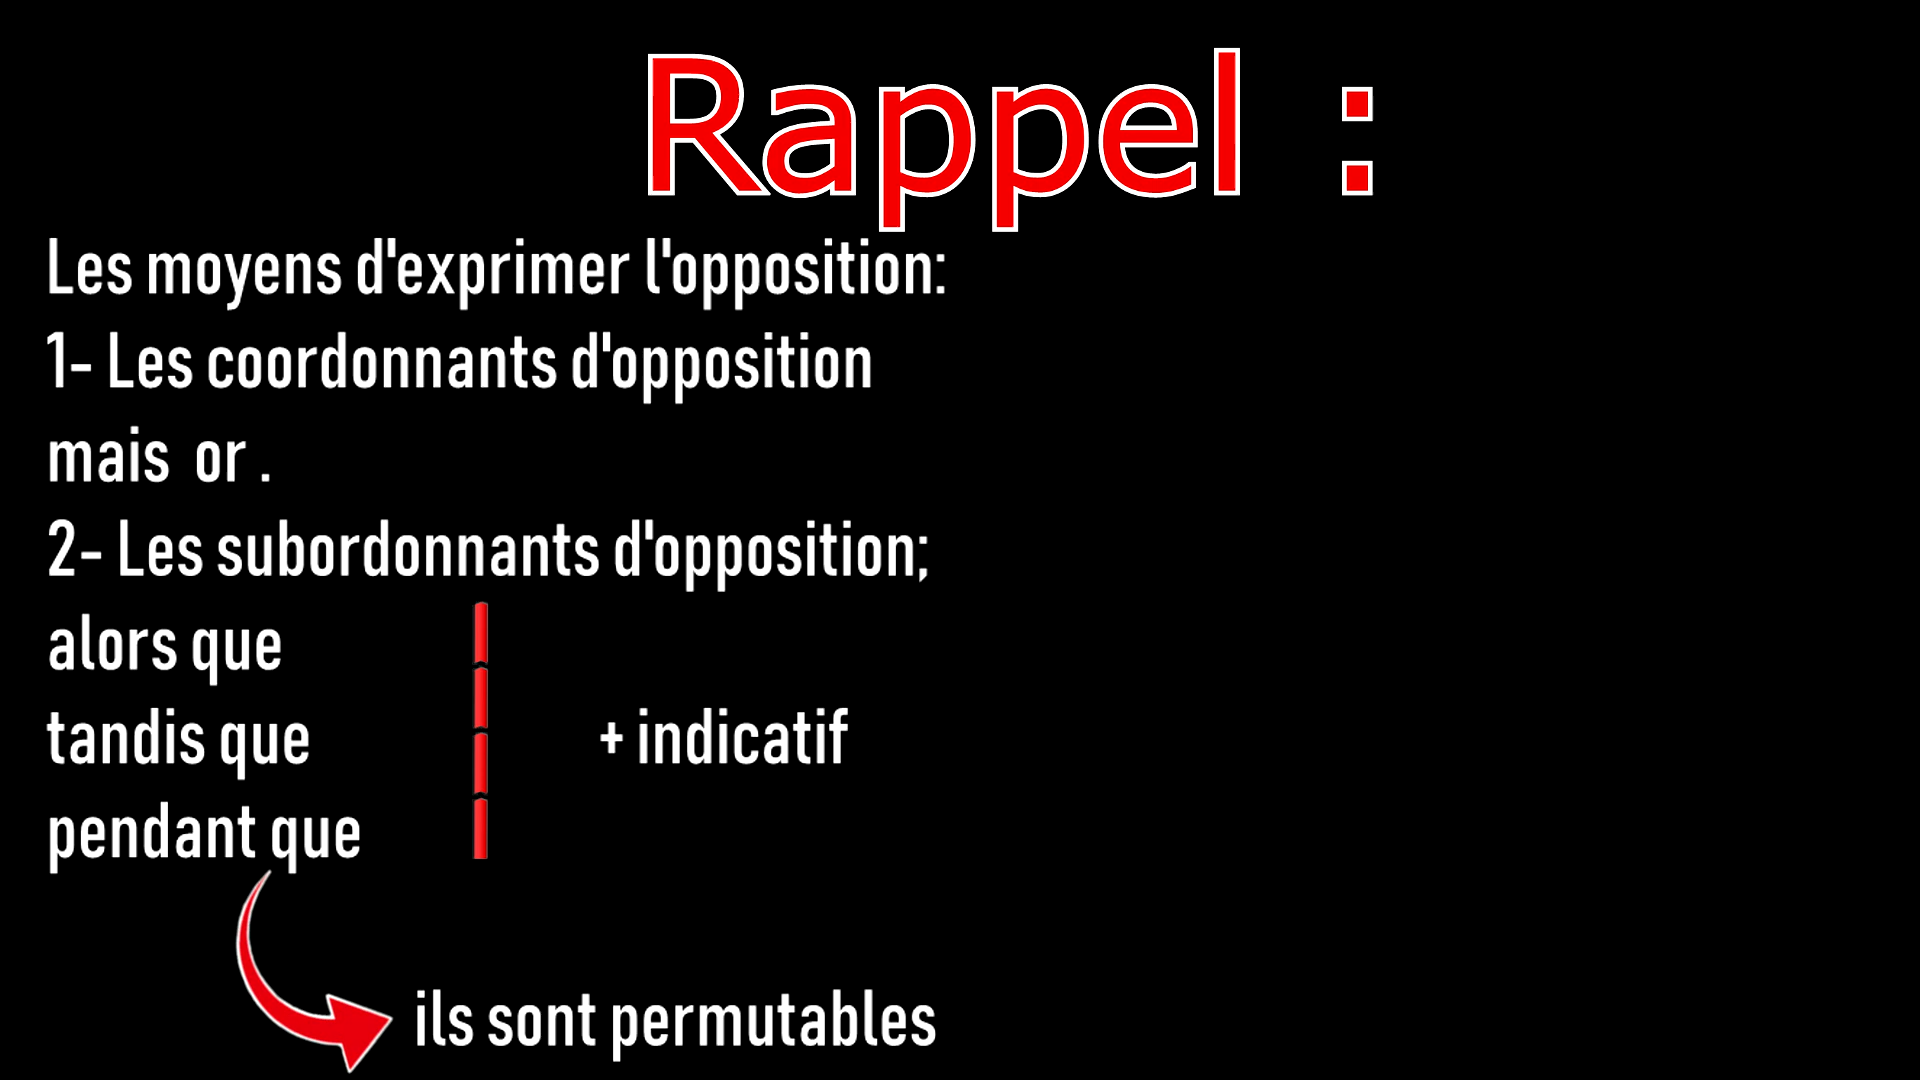 Rappel :
Les moyens d'exprimer l'opposition:
1- Les coordonnants d'opposition
mais or .
2- Les subordonnants d'opposition;
alors que
tandis que + indicatif
pendant que
ils sont permutables